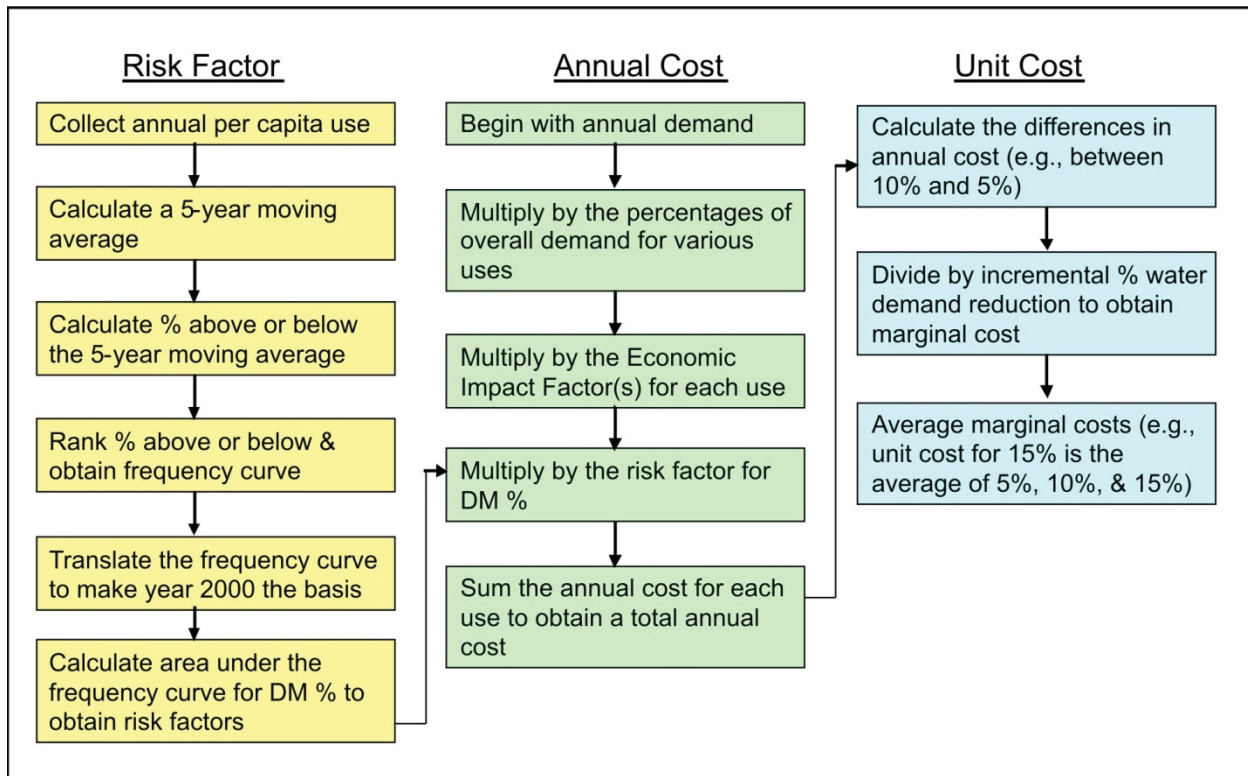 Risk Factor
Collect annual per capita use
Calculate a 5-year moving
average
Calculate % above or below
the 5-year moving average
Rank % above or below &
obtain frequency curve
Translate the frequency curve
to make year 2000 the basis
Calculate area under the
frequency curve for DM % to
obtain risk factors
Annual Cost
Begin with annual demand
Multiply by the percentages of
overall demand for various
uses
Multiply by the Economic
Impact Factor(s) for each use
Multiply by the risk factor for
DM %
Sum the annual cost for each
use to obtain a total annual
cost
Unit Cost
Calculate the differences in
annual cost (e.g., between
10% and 5%)
Divide by incremental % water
demand reduction to obtain
marginal cost
Average marginal costs (e.g.,
unit cost for 15% is the
average of 5%, 10%, & 15%)